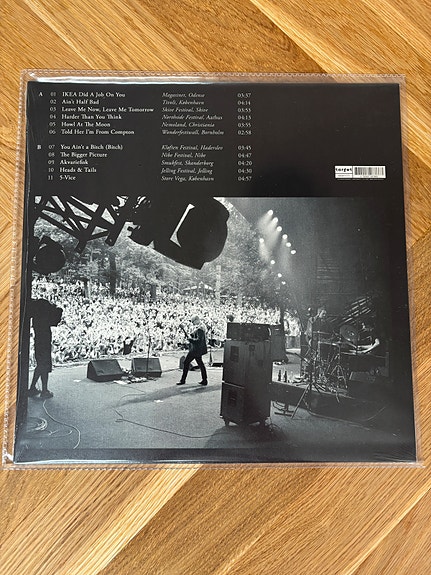 A 01 IKEA Did A Job On You Magasinet, Odense 03:37
02 Ain's Half Bad Tivoli, København 04:14
03 Leave Me Now, Leave Me Tomorrow Skive Festival, Skive 03:53
04 Harder Than You Think Northside Festival, Aarhus 04:13
05 Howl At The Moon Nemoland, Christiania 03:35
06 Told Her I'm From Compton Wonderfestiwall, Bornholm 02:58
B 07 You Ain't a Bitch (Bitch) Kløften Festival, Haderslev 03:45
08 The Bigger Picture Nibe Festival, Nibe 04:47
09 Akvariefisk Smukfest, Skanderborg 04:20
10 Heads & Tails Jelling Festival, Jelling 04:30
11 5-Vice Store Vega, København 04:57
target